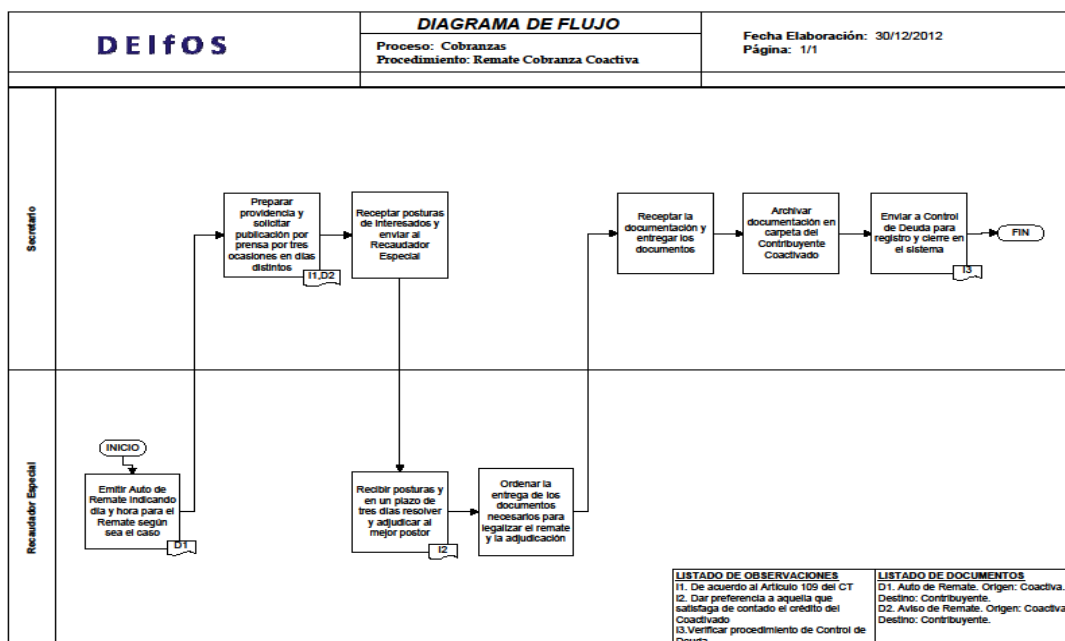 DElfOS
DIAGRAMA DE FLUJO
Proceso: Cobranzas
Procedimiento: Remate Cobranza Coactiva
Fecha Elaboración: 30/12/2012
Página: 1/1
Secretario
Preparar
providencia y
solicitar
publicación por
prensa por tres
ocasiones en días
distintos
I1,D2
Receptar posturas
de Interesados y
enviar al
Recaudador
Especial
Receptar la
documentación y
entregar los
documentos
Archivar
documentación en
carpeta del
Contribuyente
Coactivado
Enviar a Control
de Deuda para
registro y cierre en
el sistema
I3
FIN
Recaudador Especial
INICIO
Emitir Auto de
Remate indicando
día y hora para el
Remate según
sea el caso
D1
Recibir posturas y
en un plazo de
tres días resolver
y adjudicar al
mejor postor
I2
Ordenar la
entrega de los
documentos
necesarios para
legalizar el remate
y la adjudicación
LISTADO DE OBSERVACIONES
I1. De acuerdo al Artículo 109 del CT
I2. Dar preferencia a aquella que
satisfaga de contado el crédito del
Coactivado
I3.Verificar procedimiento de Control de
Deuda
LISTADO DE DOCUMENTOS
D1. Auto de Remate. Origen: Coactiva.
Destino: Contribuyente.
D2. Aviso de Remate. Origen: Coactiva
Destino: Contribuyente.